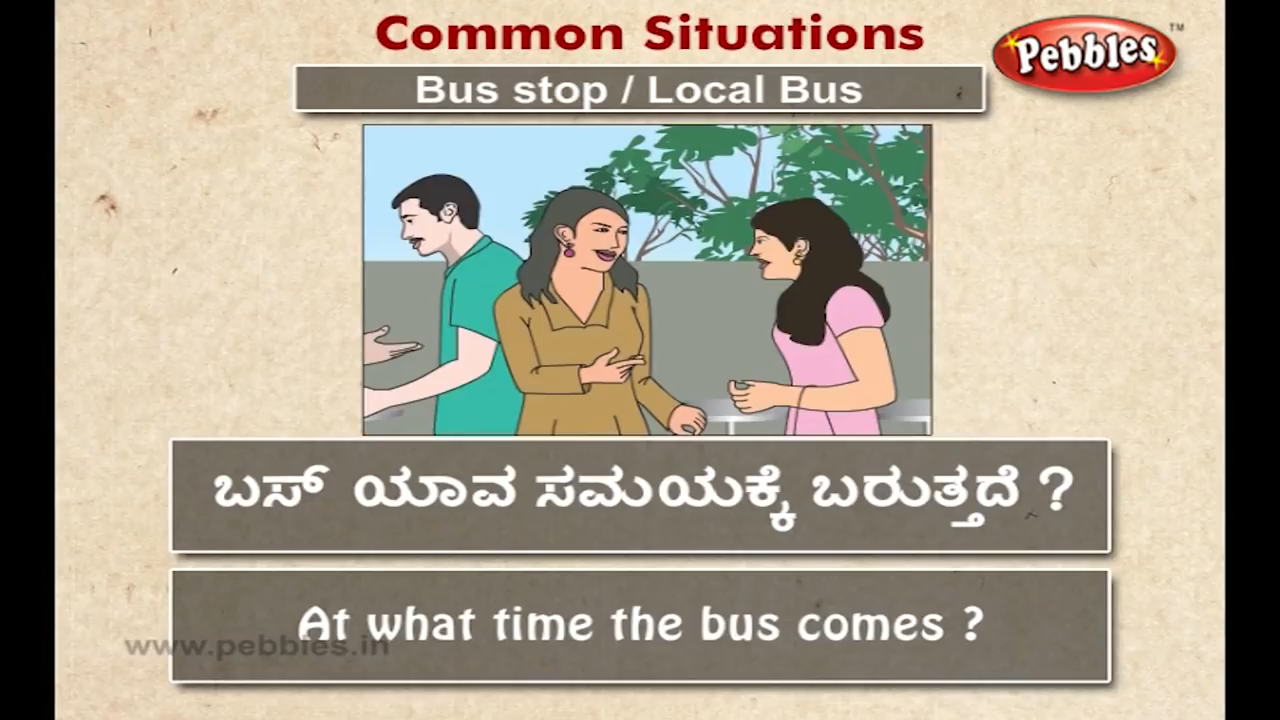 Common Situations
Pebbles™
Bus stop / Local Bus
ಬಸ್ ಯಾವ ಸಮಯಕ್ಕೆ ಬರುತ್ತದೆ ?
At what time the bus comes ?
www.pebbles.in